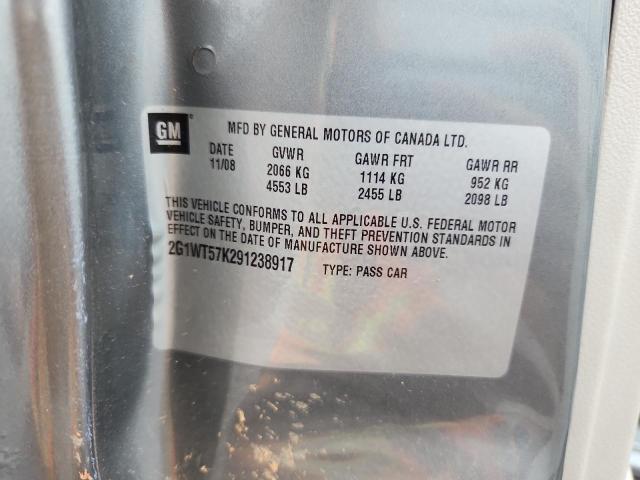 GM
MFD BY GENERAL MOTORS OF CANADA LTD.
DATE GVWR GAWR FRT GAWR RR
11/08 2066 KG 1114 KG 952 KG
4553 LB 2455 LB 2098 LB
THIS VEHICLE CONFORMS TO ALL APPLICABLE U.S. FEDERAL MOTOR
VEHICLE SAFETY, BUMPER, AND THEFT PREVENTION STANDARDS IN
EFFECT ON THE DATE OF MANUFACTURE SHOWN ABOVE.
2G1WT57K291238917 TYPE: PASS CAR